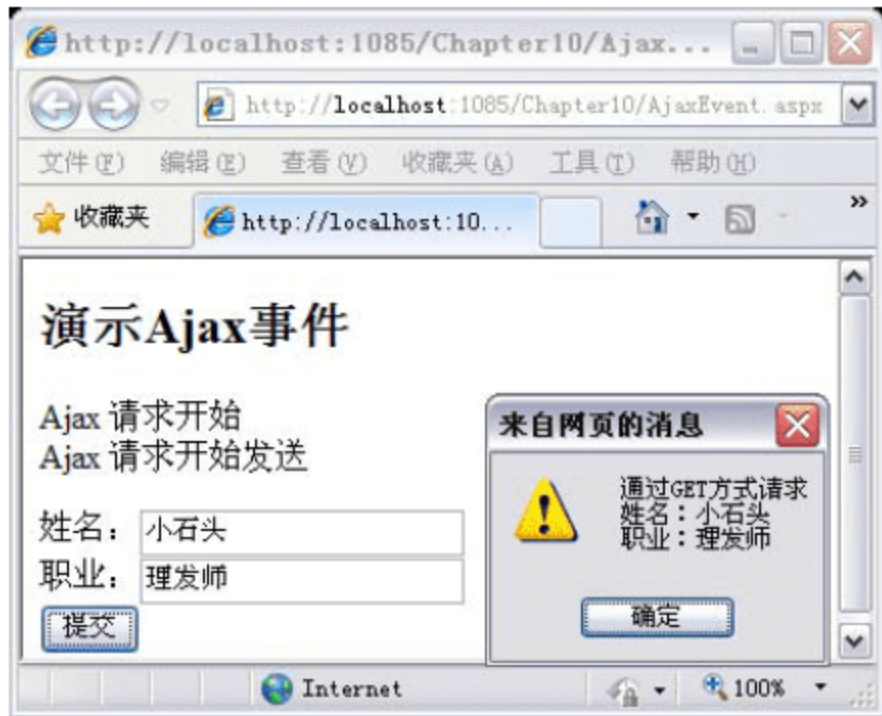 http://localhost:1085/Chapter10/Ajax...
http://localhost:1085/Chapter10/AjaxEvent.aspx
文件(F) 编辑(E) 查看(V) 收藏夹(A) 工具(T) 帮助(H)
收藏夹 http://localhost:10... »
演示Ajax事件
Ajax 请求开始
Ajax 请求开始发送
姓名：小石头
职业：理发师
提交
来自网页的消息
通过GET方式请求
姓名：小石头
职业：理发师
确定
Internet 100%